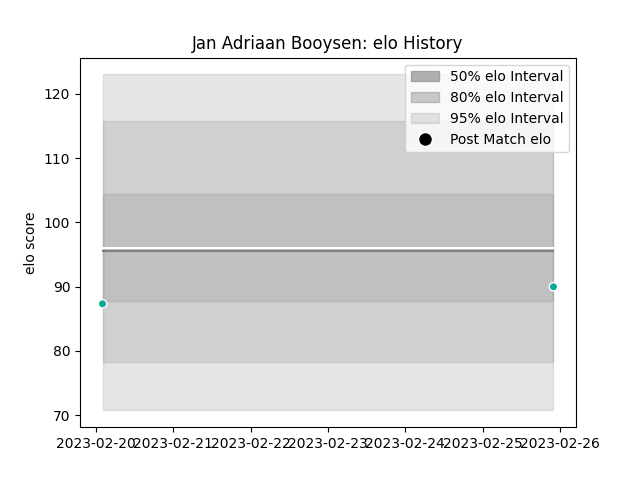 Jan Adriaan Booysen: elo History
50% elo Interval
80% elo Interval
95% elo Interval
Post Match elo
elo score
120
110
100
90
80
70
2023-02-20
2023-02-21
2023-02-22
2023-02-23
2023-02-24
2023-02-25
2023-02-26